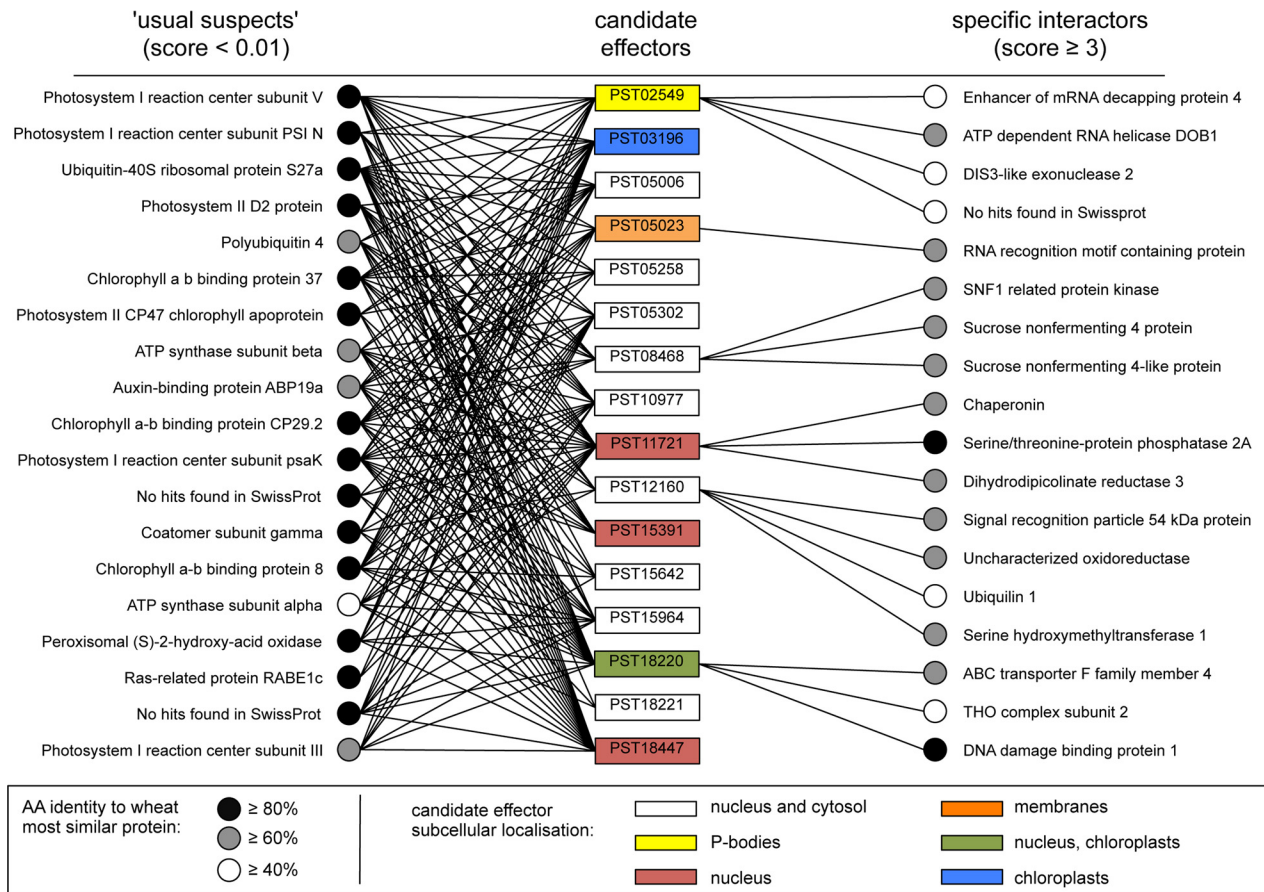 'usual suspects'
(score < 0.01)
candidate
effectors
specific interactors
(score ≥ 3)
Photosystem I reaction center subunit V
Photosystem I reaction center subunit PSI N
Ubiquitin-40S ribosomal protein S27a
Photosystem II D2 protein
Polyubiquitin 4
Chlorophyll a b binding protein 37
Photosystem II CP47 chlorophyll apoprotein
ATP synthase subunit beta
Auxin-binding protein ABP19a
Chlorophyll a-b binding protein CP29.2
Photosystem I reaction center subunit psaK
No hits found in SwissProt
Coatomer subunit gamma
Chlorophyll a-b binding protein 8
ATP synthase subunit alpha
Peroxisomal (S)-2-hydroxy-acid oxidase
Ras-related protein RABE1c
No hits found in SwissProt
Photosystem I reaction center subunit III
PST02549
PST03196
PST05006
PST05023
PST05258
PST05302
PST08468
PST10977
PST11721
PST12160
PST15391
PST15642
PST15964
PST18220
PST18221
PST18447
Enhancer of mRNA decapping protein 4
ATP dependent RNA helicase DOB1
DIS3-like exonuclease 2
No hits found in Swissprot
RNA recognition motif containing protein
SNF1 related protein kinase
Sucrose nonfermenting 4 protein
Sucrose nonfermenting 4-like protein
Chaperonin
Serine/threonine-protein phosphatase 2A
Dihydrodipicolinate reductase 3
Signal recognition particle 54 kDa protein
Uncharacterized oxidoreductase
Ubiquilin 1
Serine hydroxymethyltransferase 1
ABC transporter F family member 4
THO complex subunit 2
DNA damage binding protein 1
AA identity to wheat
most similar protein:
≥ 80%
≥ 60%
≥ 40%
candidate effector
subcellular localisation:
nucleus and cytosol
P-bodies
nucleus
membranes
nucleus, chloroplasts
chloroplasts